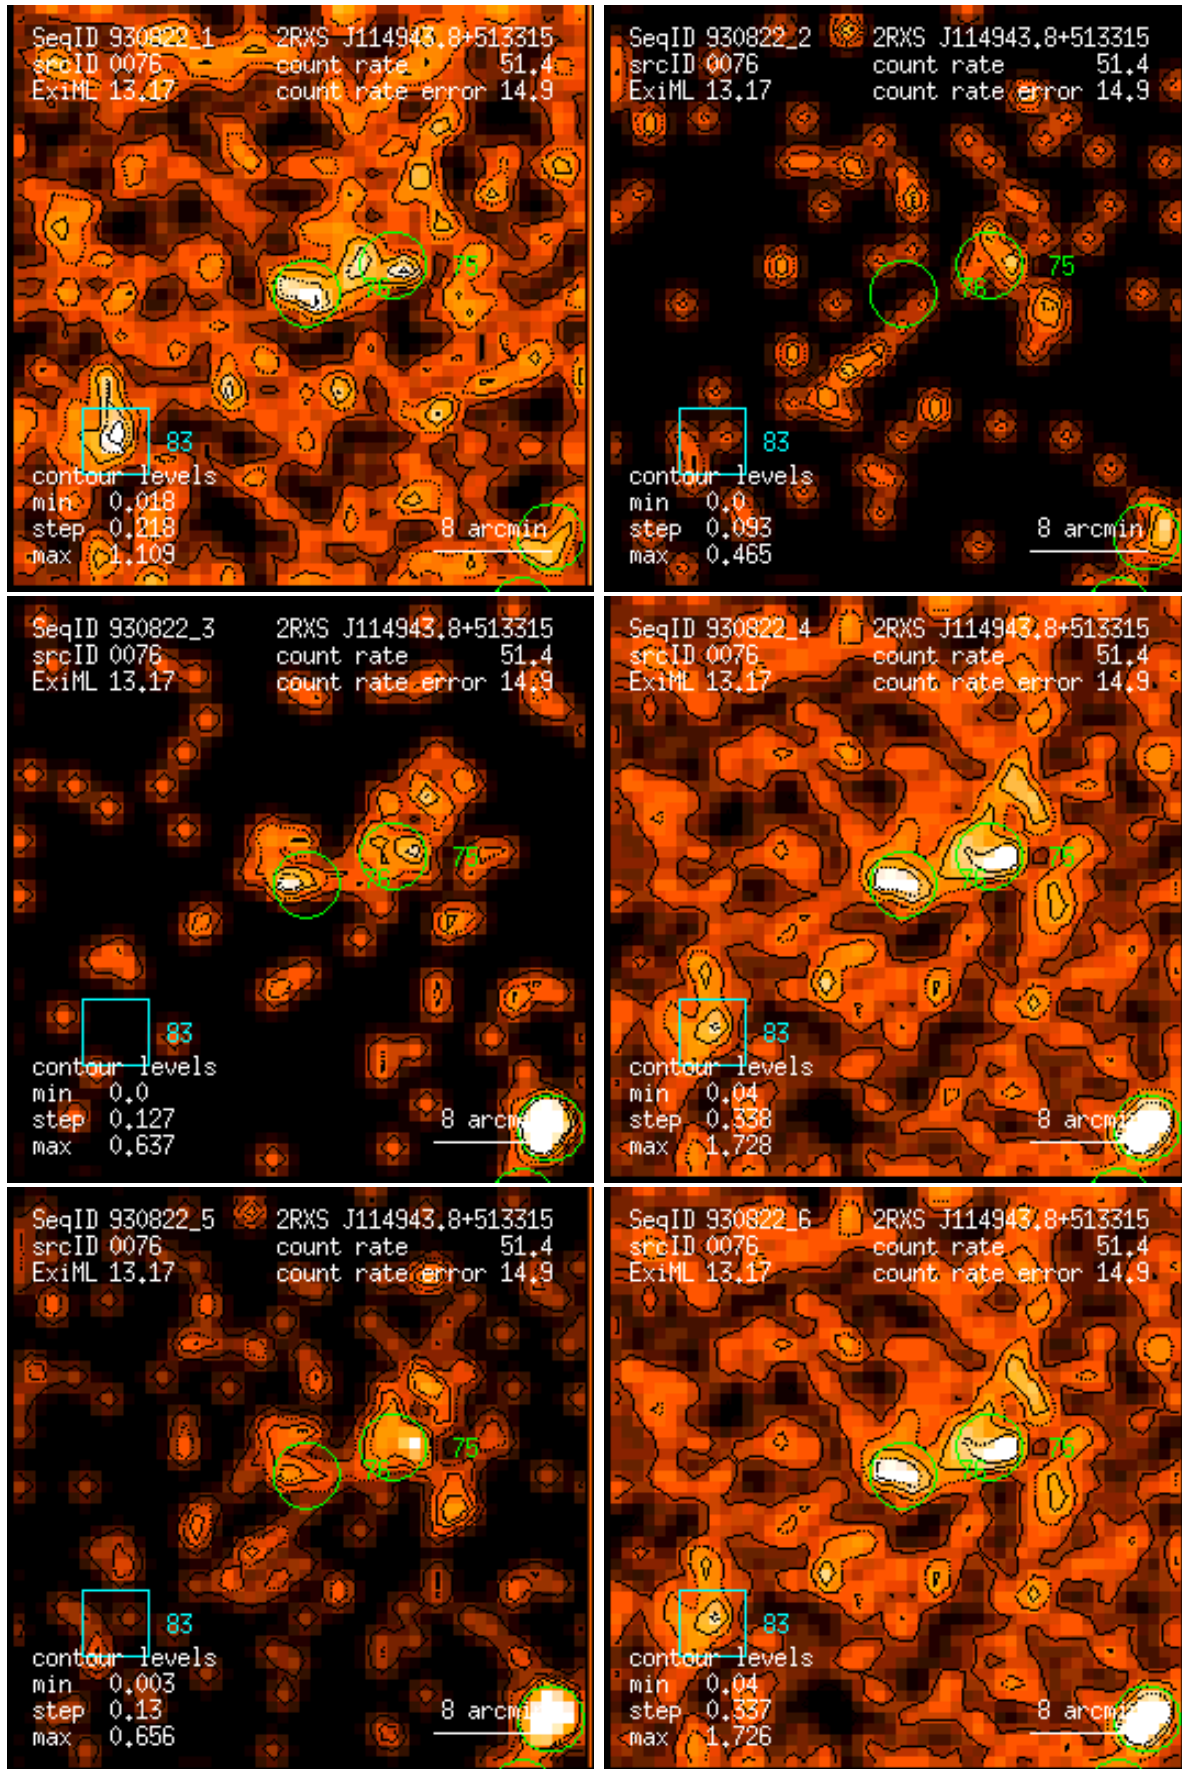 SeqID 930822_1 2RXS J114943.8+513315
srcID 0076 count rate 51.4
ExiML 13.17 count rate error 14.9
75
76
83
contour levels
min 0.018
step 0.218 8 arcmin
max 1.109
SeqID 930822_2 2RXS J114943.8+513315
srcID 0076 count rate 51.4
ExiML 13.17 count rate error 14.9
75
76
83
contour levels
min 0.0
step 0.093 8 arcmin
max 0.465
SeqID 930822_3 2RXS J114943.8+513315
srcID 0076 count rate 51.4
ExiML 13.17 count rate error 14.9
75
76
83
contour levels
min 0.0
step 0.127 8 arcmin
max 0.637
SeqID 930822_4 2RXS J114943.8+513315
srcID 0076 count rate 51.4
ExiML 13.17 count rate error 14.9
75
76
83
contour levels
min 0.04
step 0.338 8 arcmin
max 1.728
SeqID 930822_5 2RXS J114943.8+513315
srcID 0076 count rate 51.4
ExiML 13.17 count rate error 14.9
75
76
83
contour levels
min 0.003
step 0.13 8 arcmin
max 0.656
SeqID 930822_6 2RXS J114943.8+513315
srcID 0076 count rate 51.4
ExiML 13.17 count rate error 14.9
75
76
83
contour levels
min 0.04
step 0.337 8 arcmin
max 1.726